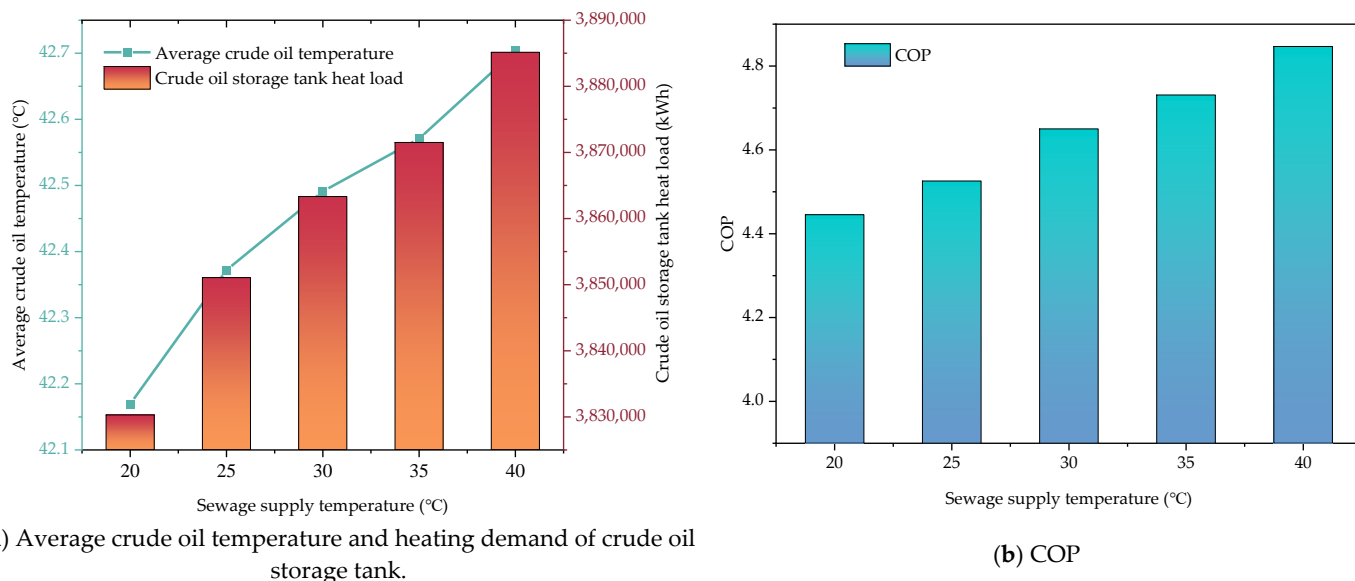 Average crude oil temperature (°C)
42.7
42.6
42.5
42.4
42.3
42.2
42.1
Average crude oil temperature
Crude oil storage tank heat load
3,890,000
3,880,000
3,870,000
3,860,000
3,850,000
3,840,000
3,830,000
Crude oil storage tank heat load (kWh)
20 25 30 35 40
Sewage supply temperature (°C)
) Average crude oil temperature and heating demand of crude oil
storage tank.
COP
4.8
4.6
4.4
4.2
4.0
COP
20 25 30 35 40
Sewage supply temperature (°C)
(b) COP